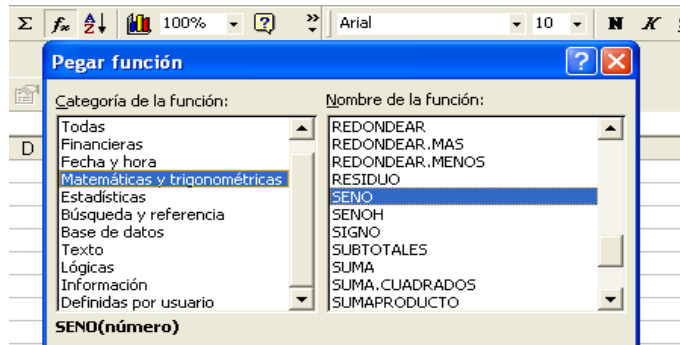 Σ fx A Z 100% ? » Arial 10 N K
Pegar función ? X
Categoría de la función:
Todas
Financieras
Fecha y hora
Matemáticas y trigonométricas
Estadísticas
Búsqueda y referencia
Base de datos
Texto
Lógicas
Información
Definidas por usuario
Nombre de la función:
REDONDEAR
REDONDEAR.MAS
REDONDEAR.MENOS
RESIDUO
SENO
SENOH
SIGNO
SUBTOTALES
SUMA
SUMA.CUADRADOS
SUMAPRODUCTO
D
SENO(número)